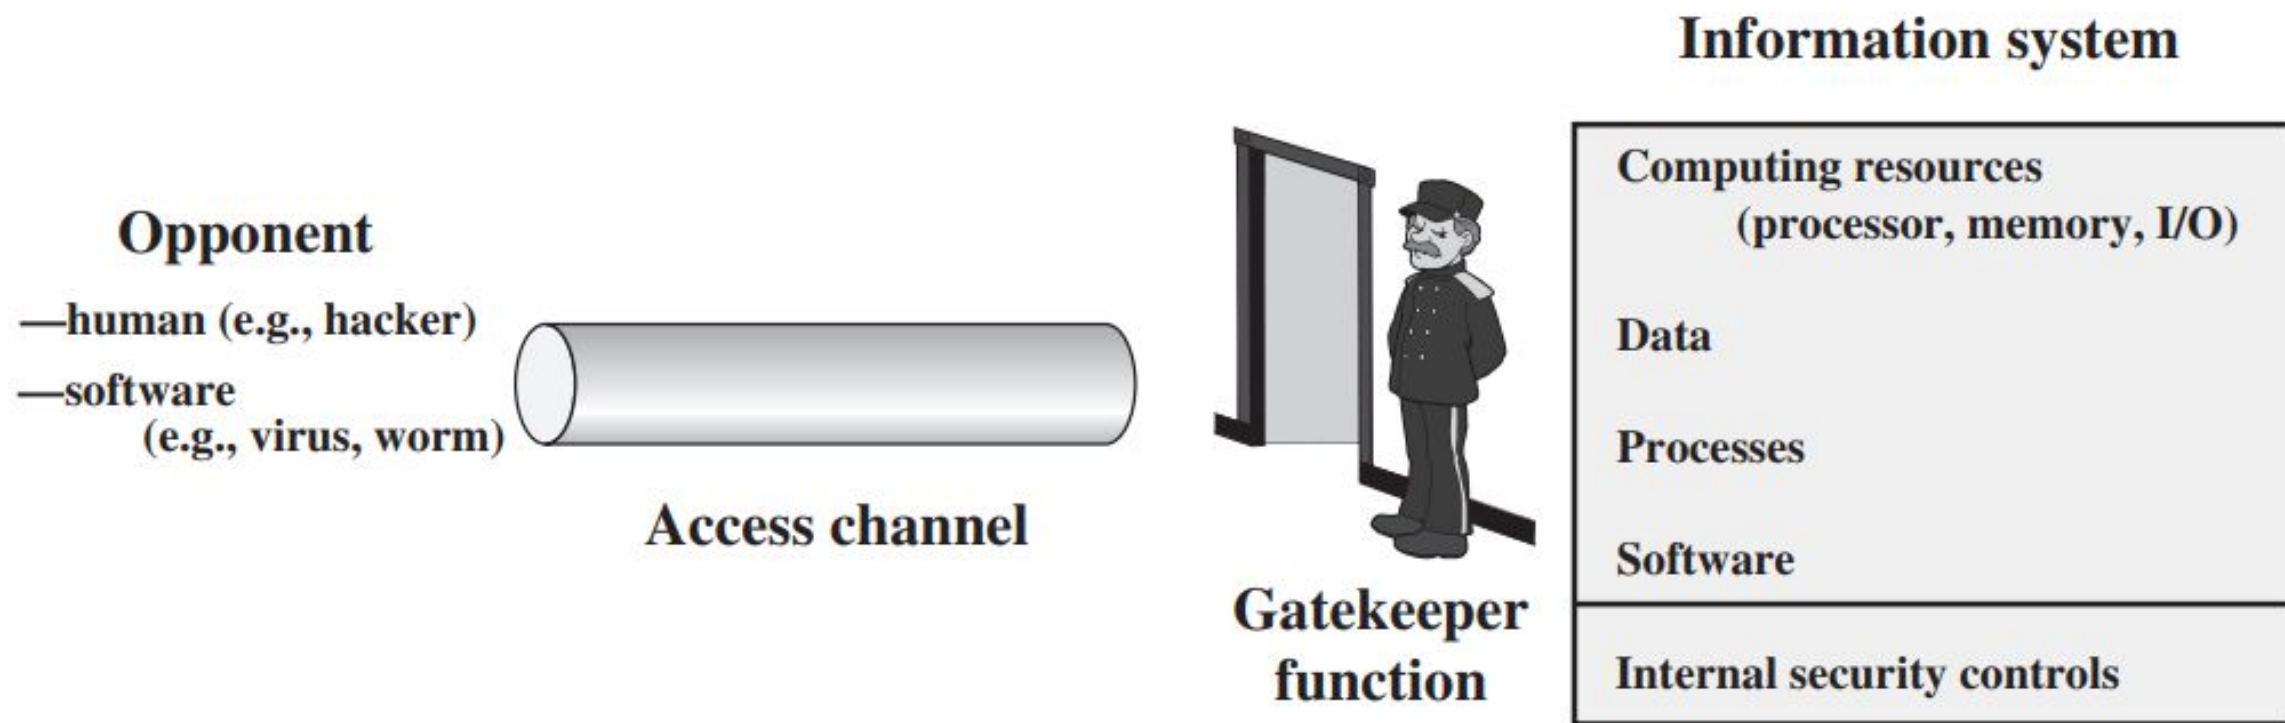 Information system
Opponent
—human (e.g., hacker)
—software
(e.g., virus, worm)
Access channel
Gatekeeper
function
Computing resources
(processor, memory, I/O)
Data
Processes
Software
Internal security controls